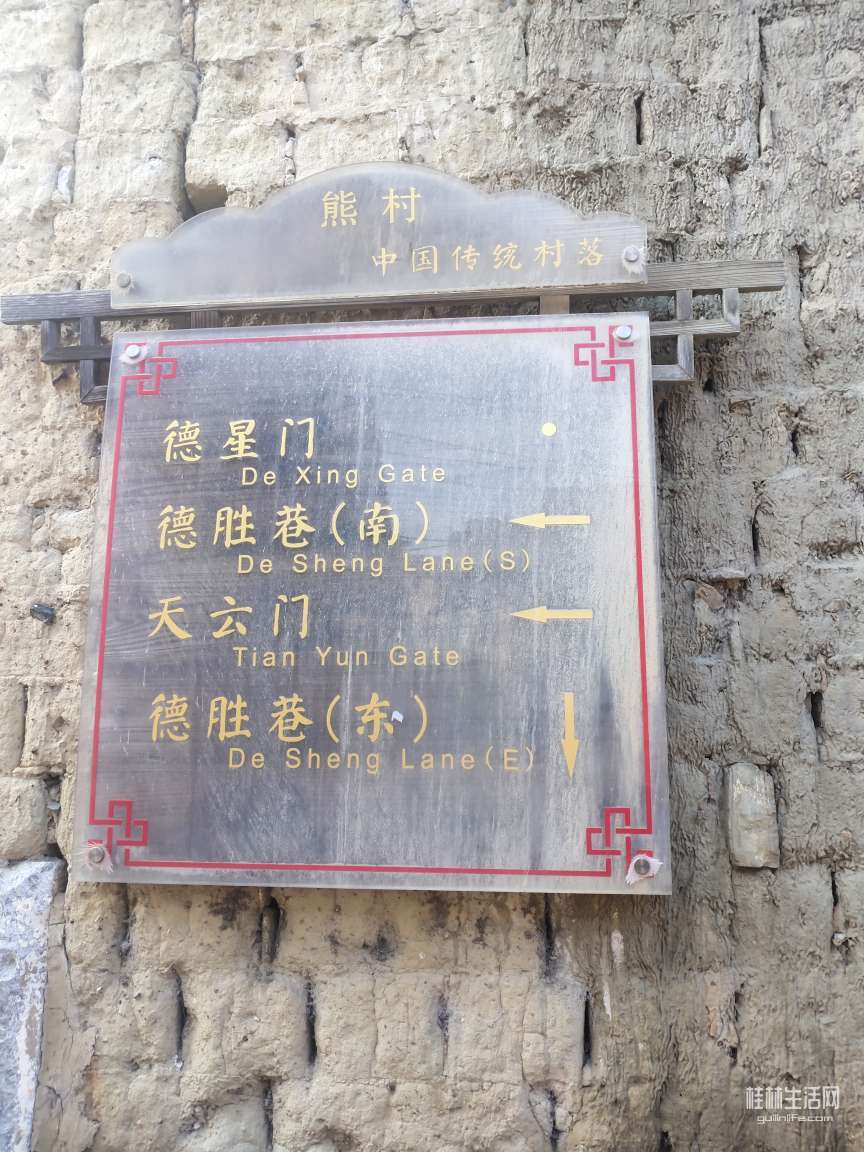 熊村
中国传统村落
德星门
De Xing Gate
德胜巷(南)
De Sheng Lane(S)
天云门
Tian Yun Gate
德胜巷(东)
De Sheng Lane(E)
桂林生活网
guilinlife.com